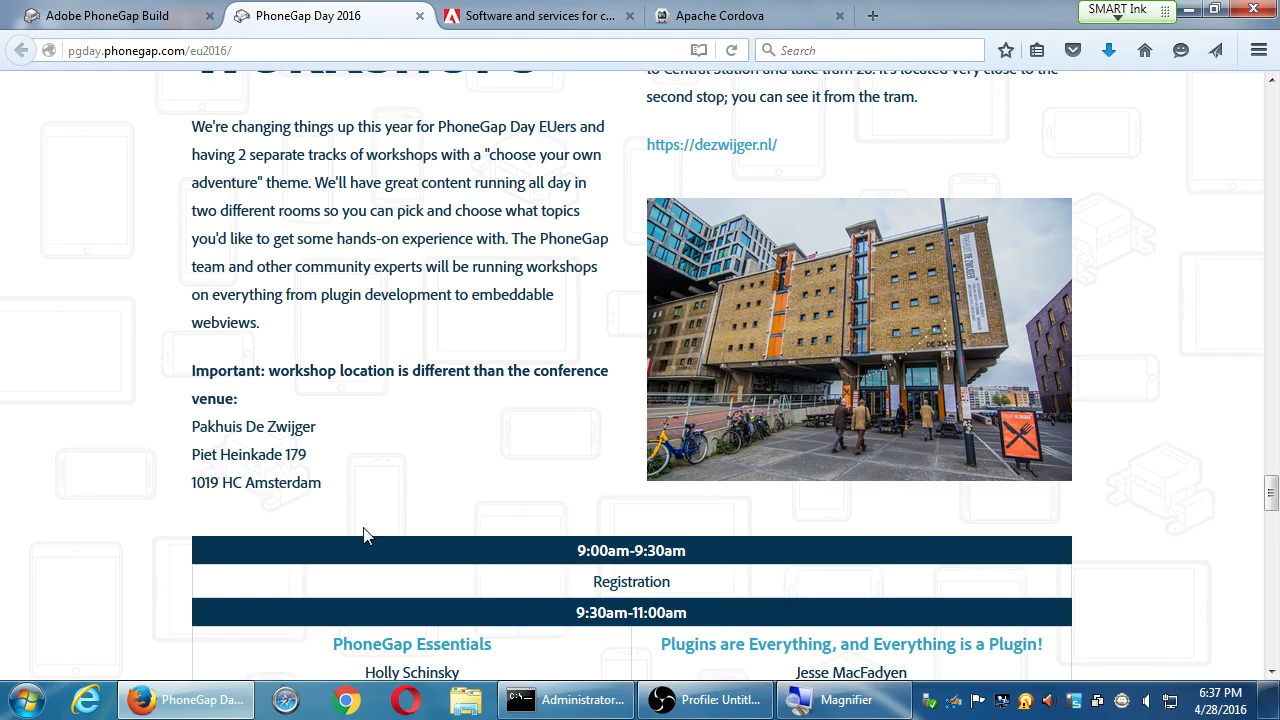 Adobe PhoneGap Build
PhoneGap Day 2016
Software and services for c...
Apache Cordova
SMART Ink
pgday.phonegap.com/eu2016/
Search
second stop; you can see it from the tram.
https://dezwijger.nl/
We're changing things up this year for PhoneGap Day EUers and
having 2 separate tracks of workshops with a "choose your own
adventure" theme. We'll have great content running all day in
two different rooms so you can pick and choose what topics
you'd like to get some hands-on experience with. The PhoneGap
team and other community experts will be running workshops
on everything from plugin development to embeddable
webviews.
Important: workshop location is different than the conference
venue:
Pakhuis De Zwijger
Piet Heinkade 179
1019 HC Amsterdam
DE ZWIJGER
9:00am-9:30am
Registration
9:30am-11:00am
PhoneGap Essentials
Holly Schinsky
Plugins are Everything, and Everything is a Plugin!
Jesse MacFadyen
PhoneGap Da...
Administrator...
Profile: Untitl...
Magnifier
6:37 PM
4/28/2016